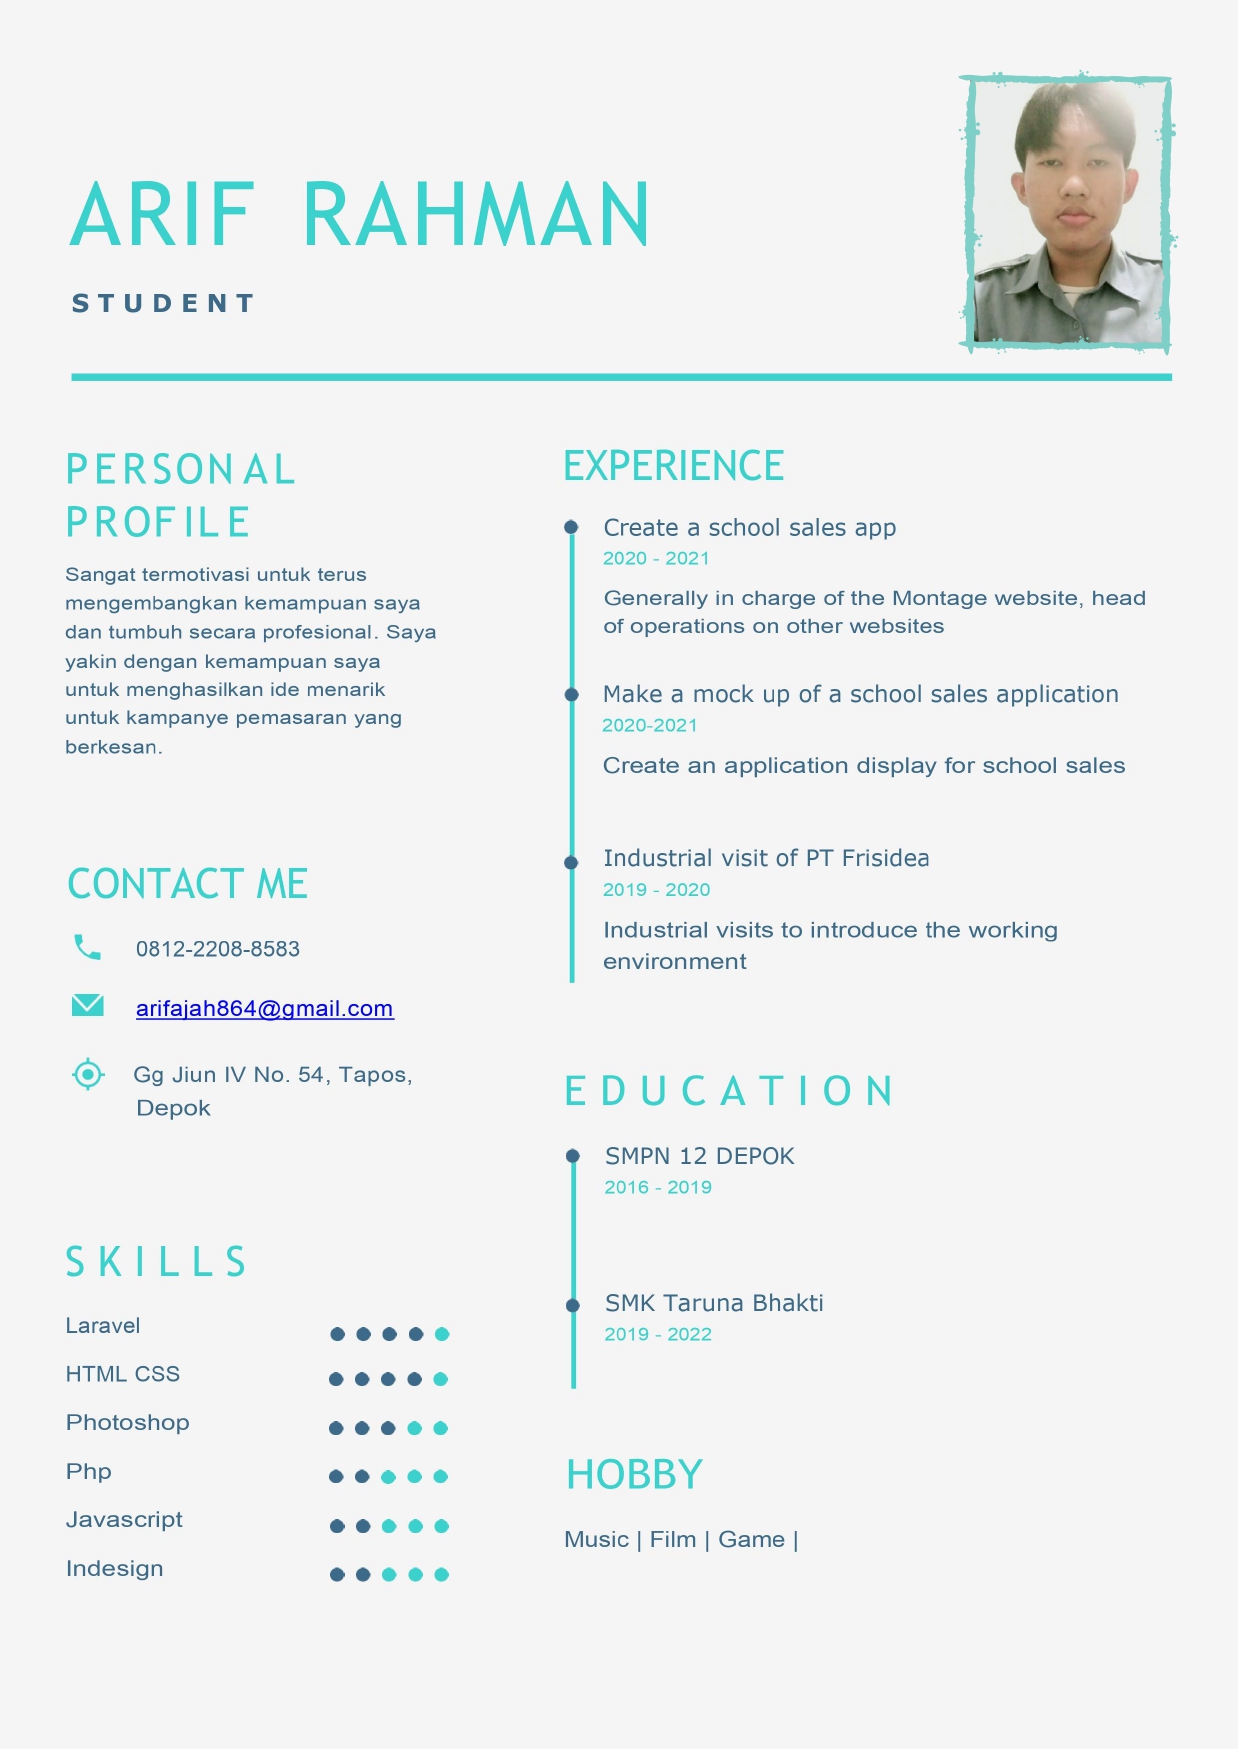 ARIF RAHMAN
STUDENT
PERSONAL
PROFILE
Sangat termotivasi untuk terus
mengembangkan kemampuan saya
dan tumbuh secara profesional. Saya
yakin dengan kemampuan saya
untuk menghasilkan ide menarik
untuk kampanye pemasaran yang
berkesan.
CONTACT ME
0812-2208-8583
arifajah864@gmail.com
Gg Jiun IV No. 54, Tapos,
Depok
SKILLS
Laravel
HTML CSS
Photoshop
Php
Javascript
Indesign
EXPERIENCE
Create a school sales app
2020 - 2021
Generally in charge of the Montage website, head
of operations on other websites
Make a mock up of a school sales application
2020-2021
Create an application display for school sales
Industrial visit of PT Frisidea
2019 - 2020
Industrial visits to introduce the working
environment
EDUCATION
SMPN 12 DEPOK
2016 - 2019
SMK Taruna Bhakti
2019 - 2022
HOBBY
Music | Film | Game |